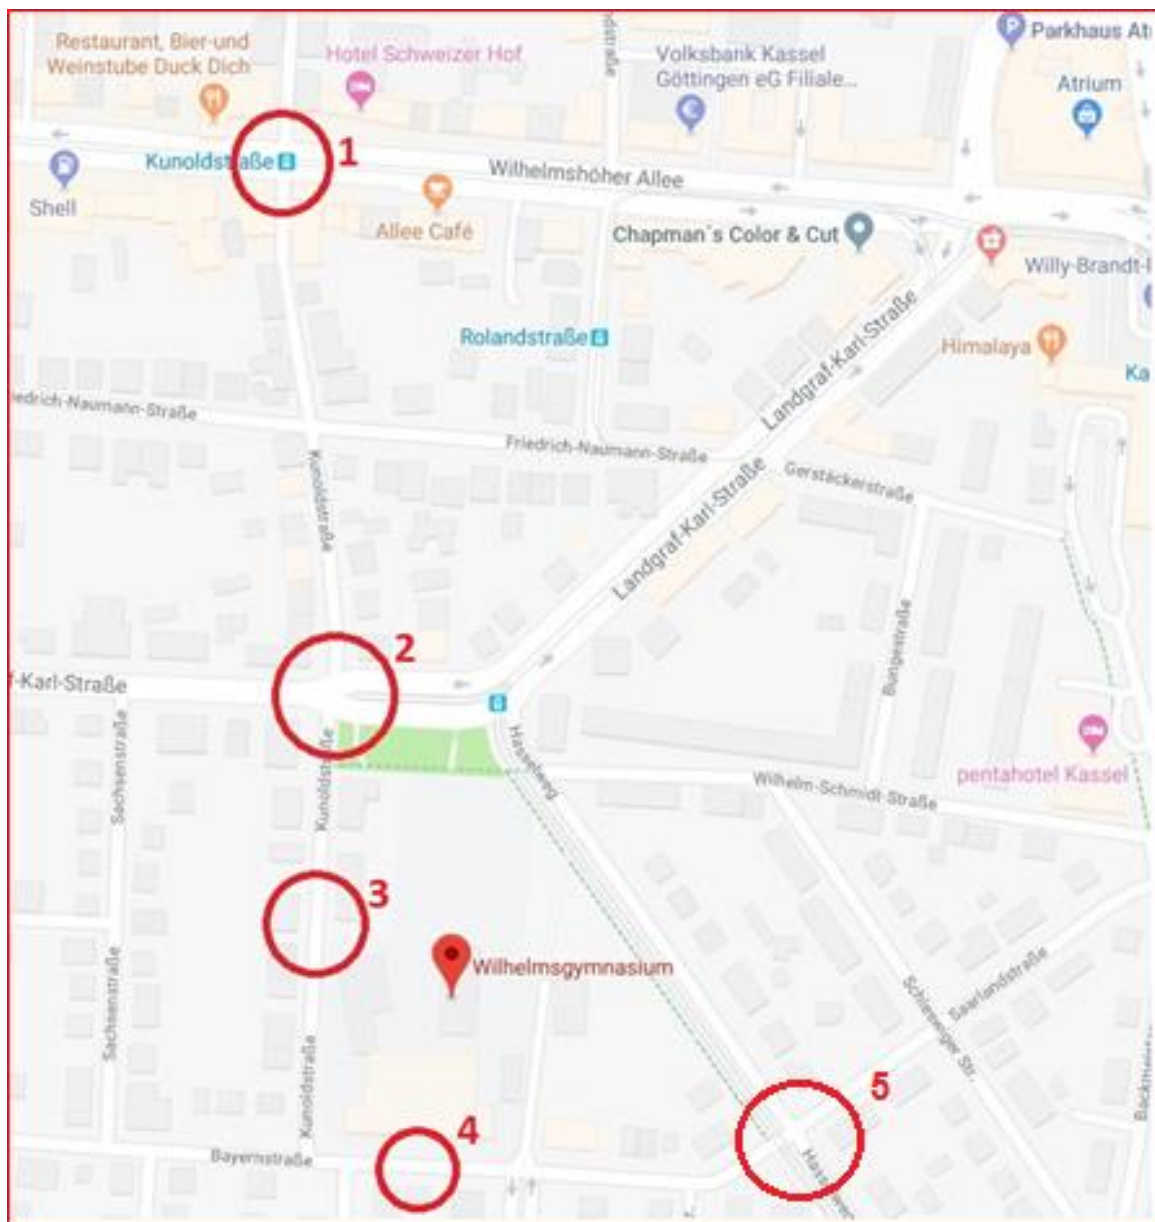 Restaurant, Bier-und
Weinstube Duck Dich
Hotel Schweizer Hof
Volksbank Kassel
Göttingen eG Filiale...
Parkhaus At
Atrium
1
Kunoldstraße
Wilhelmshöher Allee
Shell
Allee Café
Chapman´s Color & Cut
Willy-Brandt-
Landgraf-Karl-Straße
Rolandstraße
Himalaya
Ka
iedrich-Naumann-Straße
Friedrich-Naumann-Straße
Gerstäckerstraße
Kunoldstraße
Landgraf-Karl-Straße
Bungestraße
2
-Karl-Straße
Sachsenstraße
Kunoldstraße
Hasselweg
pentahotel Kassel
Wilhelm-Schmidt-Straße
3
Wilhelmsgymnasium
Sachsenstraße
Schleswiger Str.
Saarlandstraße
Kunoldstraße
5
4
Bayernstraße